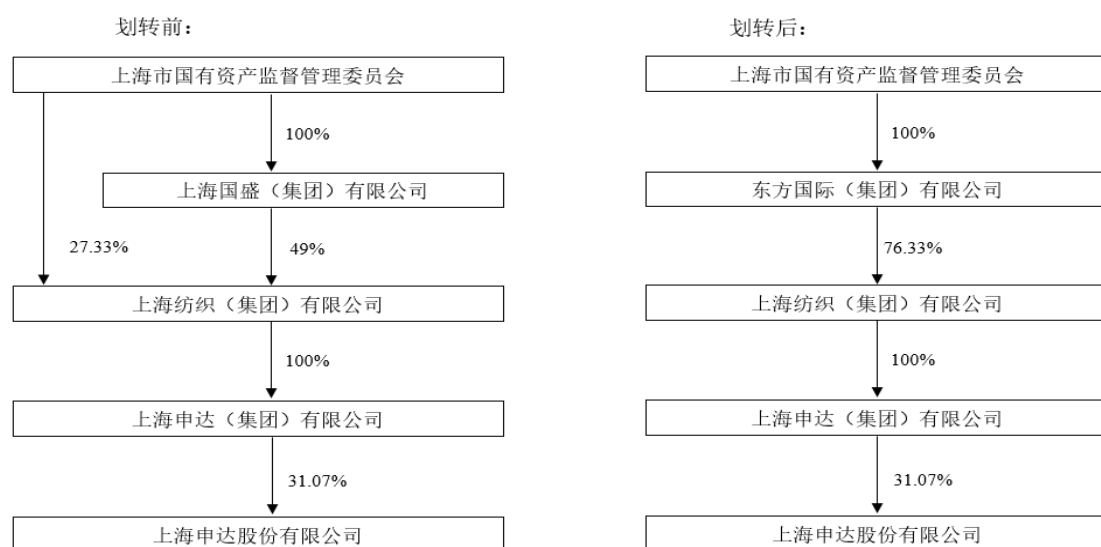 划转前：
上海市国有资产监督管理委员会
100%
上海国盛（集团）有限公司
27.33%
49%
上海纺织（集团）有限公司
100%
上海申达（集团）有限公司
31.07%
上海申达股份有限公司
划转后：
上海市国有资产监督管理委员会
100%
东方国际（集团）有限公司
76.33%
上海纺织（集团）有限公司
100%
上海申达（集团）有限公司
31.07%
上海申达股份有限公司